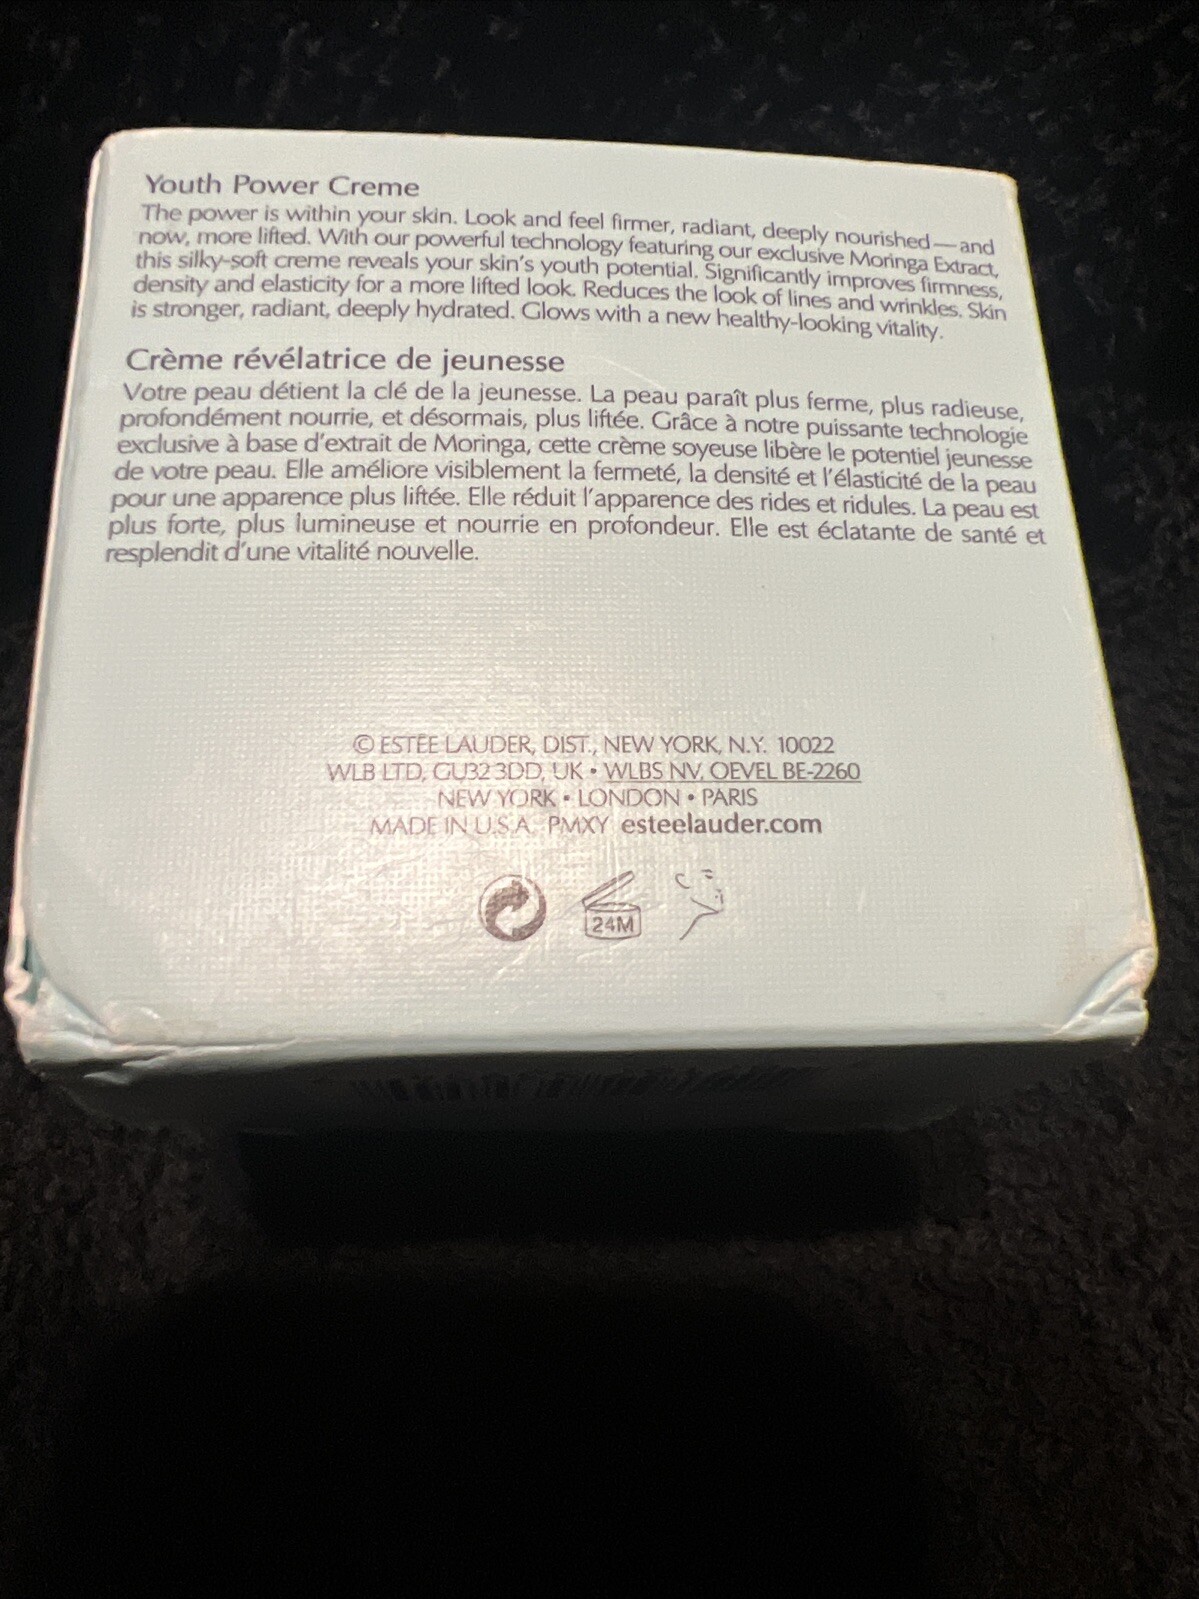 Youth Power Creme
The power is within your skin. Look and feel firmer, radiant, deeply nourished—and
now, more lifted. With our powerful technology featuring our exclusive Moringa Extract,
this silky-soft creme reveals your skin's youth potential. Significantly improves firmness,
density and elasticity for a more lifted look. Reduces the look of lines and wrinkles. Skin
is stronger, radiant, deeply hydrated. Glows with a new healthy-looking vitality.
Crème révélatrice de jeunesse
Votre peau détient la clé de la jeunesse. La peau paraît plus ferme, plus radieuse,
profondément nourrie, et désormais, plus liftée. Grâce à notre puissante technologie
exclusive à base d'extrait de Moringa, cette crème soyeuse libère le potentiel jeunesse
de votre peau. Elle améliore visiblement la fermeté, la densité et l'élasticité de la peau
pour une apparence plus liftée. Elle réduit l'apparence des rides et ridules. La peau est
plus forte, plus lumineuse et nourrie en profondeur. Elle est éclatante de santé et
resplendit d'une vitalité nouvelle.
© ESTĒE LAUDER, DIST., NEW YORK, N.Y. 10022
WLB LTD, GU32 3DD, UK • WLBS NV, OEVEL BE-2260
NEW YORK • LONDON • PARIS
MADE IN U.S.A. PMXY esteelauder.com
24M